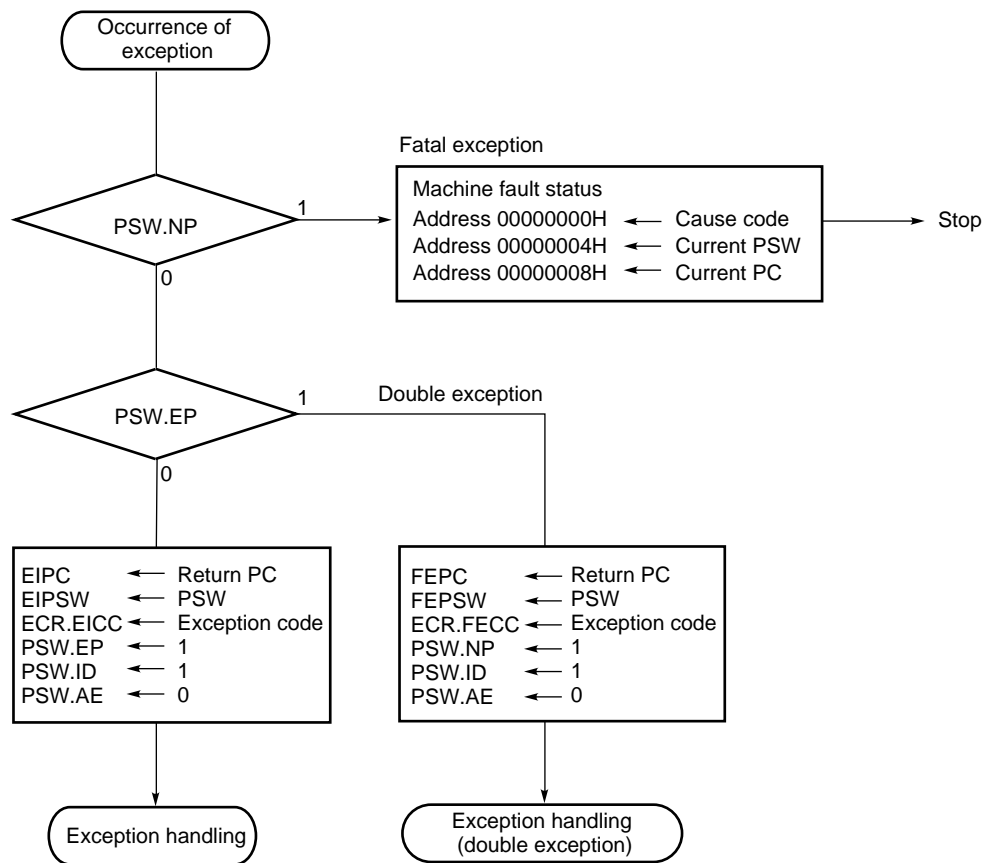 Occurrence of
exception
Fatal exception
Machine fault status
Address 00000000H ← Cause code
Address 00000004H ← Current PSW
Address 00000008H ← Current PC
Stop
PSW.NP
1
0
PSW.EP
1
Double exception
0
EIPC ← Return PC
EIPSW ← PSW
ECR.EICC ← Exception code
PSW.EP ← 1
PSW.ID ← 1
PSW.AE ← 0
FEPC ← Return PC
FEPSW ← PSW
ECR.FECC ← Exception code
PSW.NP ← 1
PSW.ID ← 1
PSW.AE ← 0
Exception handling
Exception handling
(double exception)